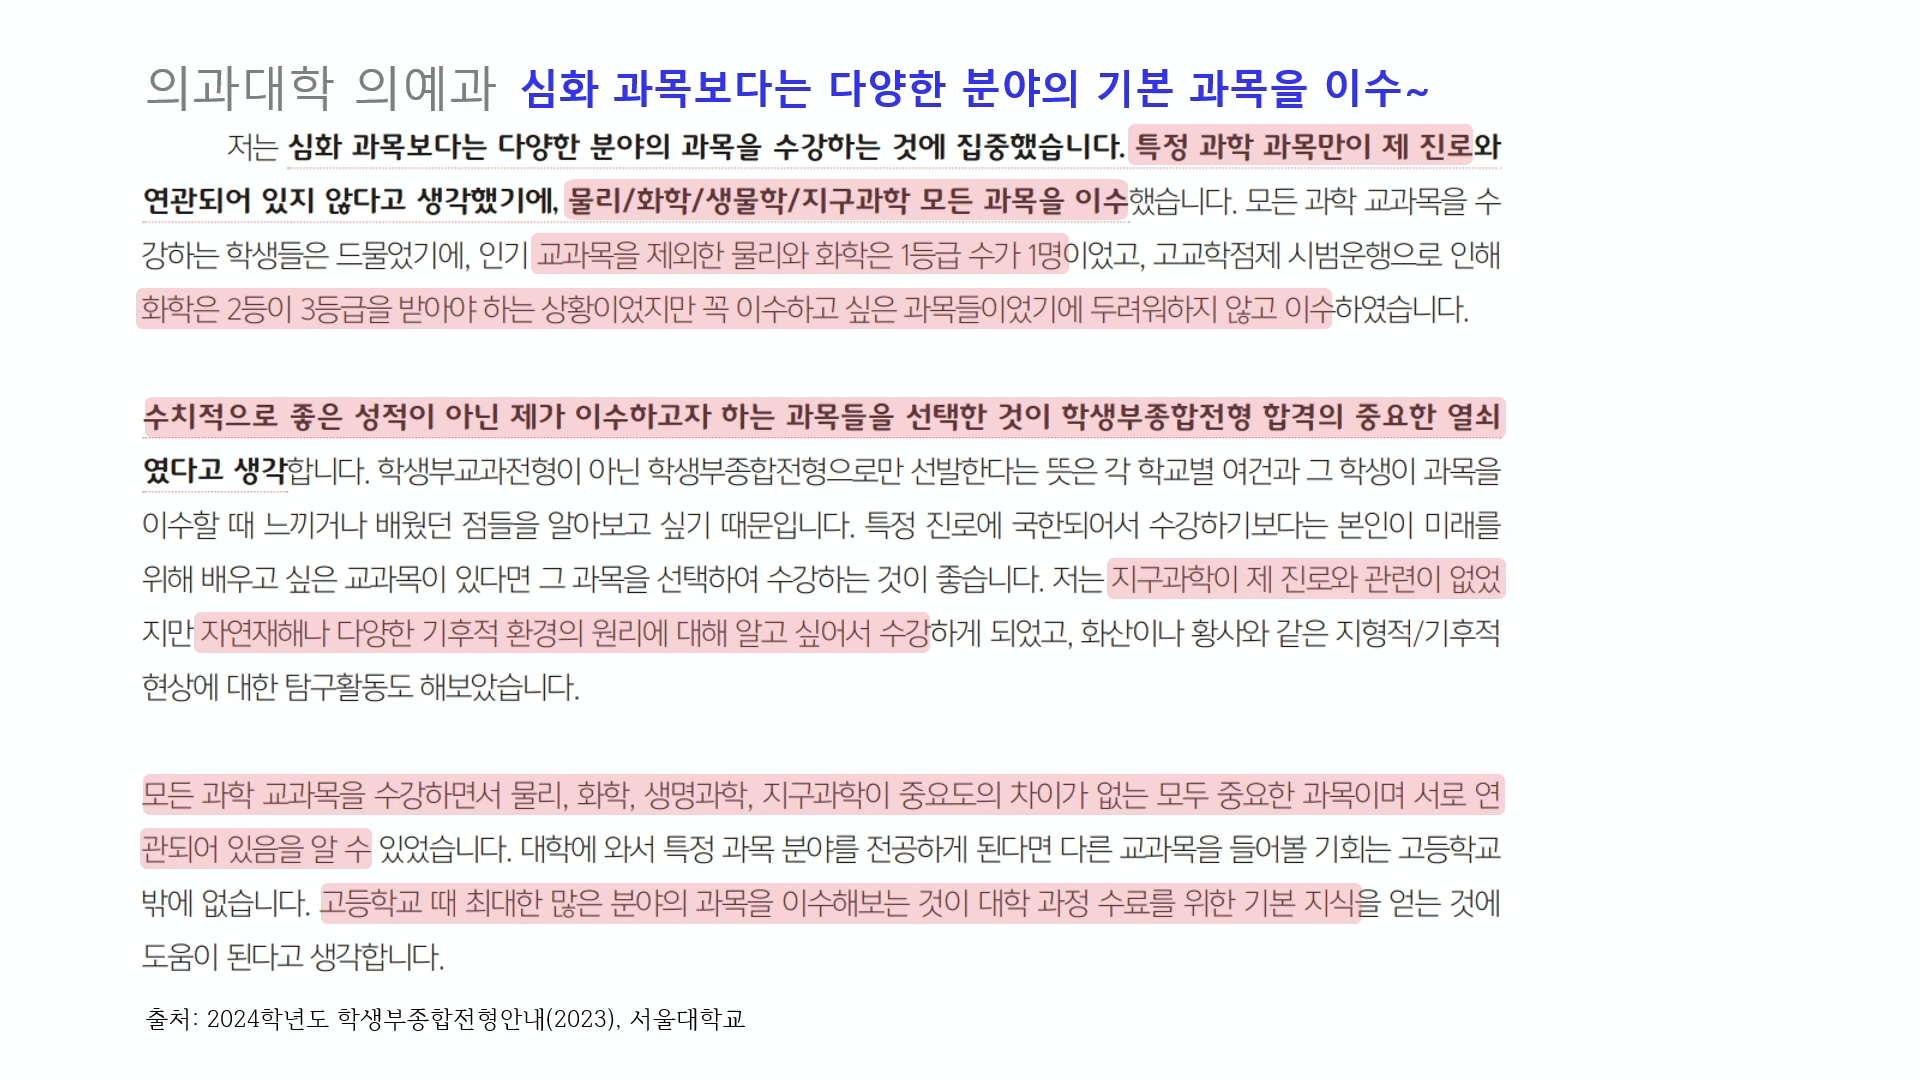 의과대학 의예과 심화 과목보다는 다양한 분야의 기본 과목을 이수~
저는 심화 과목보다는 다양한 분야의 과목을 수강하는 것에 집중했습니다. 특정 과학 과목만이 제 진로와
연관되어 있지 않다고 생각했기에, 물리/화학/생물학/지구과학 모든 과목을 이수했습니다. 모든 과학 교과목을 수
강하는 학생들은 드물었기에, 인기 교과목을 제외한 물리와 화학은 1등급 수가 1명이었고, 고교학점제 시범운행으로 인해
화학은 2등이 3등급을 받아야 하는 상황이었지만 꼭 이수하고 싶은 과목들이었기에 두려워하지 않고 이수하였습니다.
수치적으로 좋은 성적이 아닌 제가 이수하고자 하는 과목들을 선택한 것이 학생부종합전형 합격의 중요한 열쇠
였다고 생각합니다. 학생부교과전형이 아닌 학생부종합전형으로만 선발한다는 뜻은 각 학교별 여건과 그 학생이 과목을
이수할 때 느끼거나 배웠던 점들을 알아보고 싶기 때문입니다. 특정 진로에 국한되어서 수강하기보다는 본인이 미래를
위해 배우고 싶은 교과목이 있다면 그 과목을 선택하여 수강하는 것이 좋습니다. 저는 지구과학이 제 진로와 관련이 없었
지만 자연재해나 다양한 기후적 환경의 원리에 대해 알고 싶어서 수강하게 되었고, 화산이나 황사와 같은 지형적/기후적
현상에 대한 탐구활동도 해보았습니다.
모든 과학 교과목을 수강하면서 물리, 화학, 생명과학, 지구과학이 중요도의 차이가 없는 모두 중요한 과목이며 서로 연
관되어 있음을 알 수 있었습니다. 대학에 와서 특정 과목 분야를 전공하게 된다면 다른 교과목을 들어볼 기회는 고등학교
밖에 없습니다. 고등학교 때 최대한 많은 분야의 과목을 이수해보는 것이 대학 과정 수료를 위한 기본 지식을 얻는 것에
도움이 된다고 생각합니다.
출처: 2024학년도 학생부종합전형안내(2023), 서울대학교